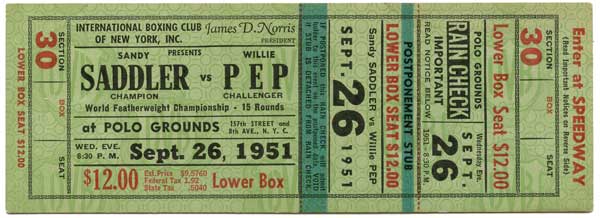 SECTION
30
BOX
SEAT
LOWER BOX SEAT $12.00
INTERNATIONAL BOXING CLUB
OF NEW YORK, INC.
James D. Norris
PRESIDENT
PRESENTS
SANDY
WILLIE
SADDLER vs PEP
CHAMPION
CHALLENGER
World Featherweight Championship - 15 Rounds
at POLO GROUNDS
157th STREET and
8th AVE., N. Y. C.
WED. EVE.
8:30 P. M.
Sept. 26, 1951
$12.00
Est. Price $9.5760
Federal Tax 1.92
State Tax .5040
Lower Box
SEPT.
26
1951
Sandy SADDLER vs Willie PEP
LOWER BOX SEAT $12.00
POSTPONEMENT STUB
POLO GROUNDS
RAIN CHECK
IMPORTANT
READ NOTICE BELOW
Wednesday Eve.
SEPT.
26
1951 - 8:30 P.M.
Lower Box Seat
$12.00
SECTION
30
BOX
SEAT
Enter at SPEEDWAY
(Read Important Notices on Reverse Side)